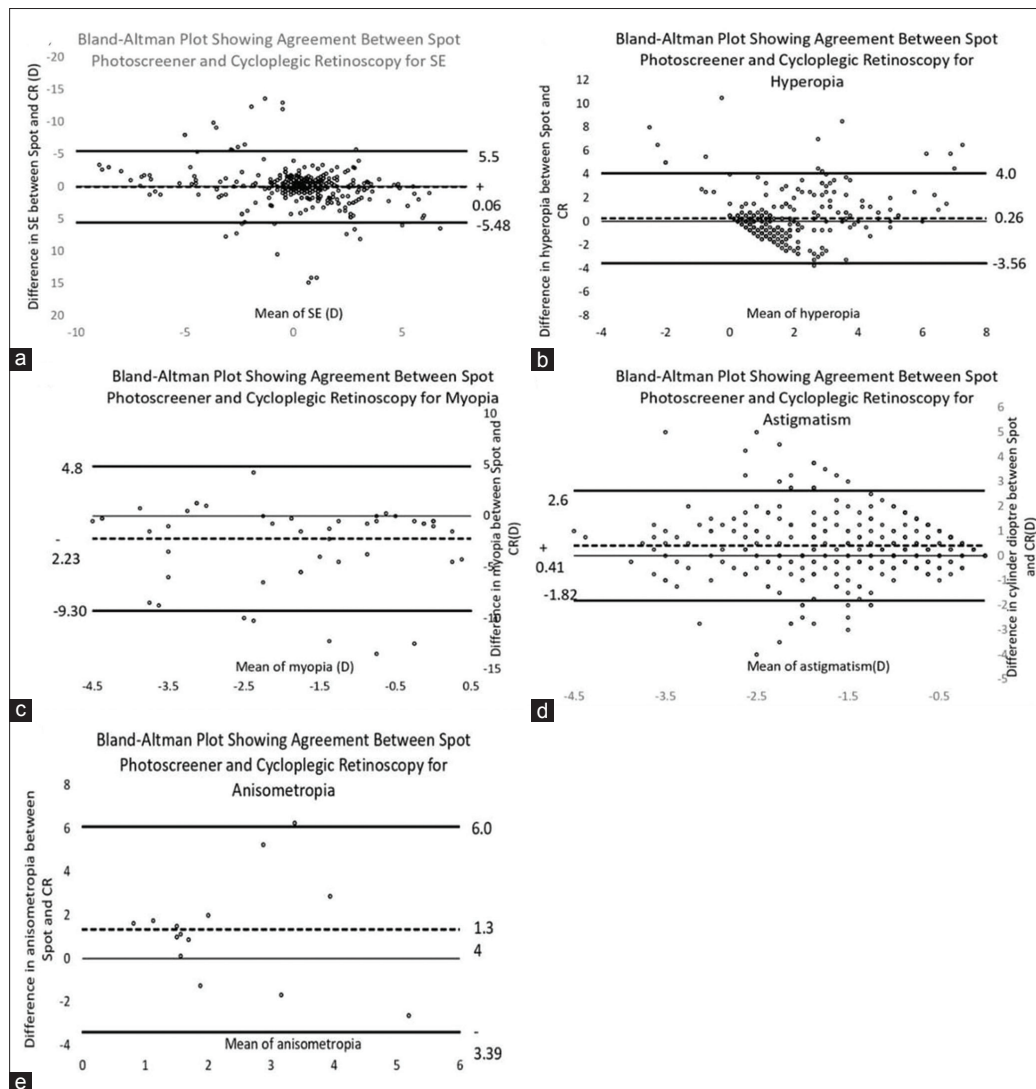 Bland-Altman Plot Showing Agreement Between Spot
Photoscreener and Cycloplegic Retinoscopy for SE
Difference in SE between Spot and CR (D)
-20
-15
-10
-5
0
5
10
15
20
5.5
+
0.06
-5.48
Mean of SE (D)
-10
-5
0
5
a
Bland-Altman Plot Showing Agreement Between Spot
Photoscreener and Cycloplegic Retinoscopy for
Hyperopia
Difference in hyperopia between Spot and
CR
12
10
8
6
4
2
0
-2
-4
-6
-8
4.0
0.26
-3.56
Mean of hyperopia
-4
-2
0
2
4
6
8
b
Bland-Altman Plot Showing Agreement Between Spot
Photoscreener and Cycloplegic Retinoscopy for Myopia
4.8
-
2.23
-9.30
10
5
0
-5
-10
-15
Difference in myopia between Spot and
CR(D)
Mean of myopia (D)
-4.5
-3.5
-2.5
-1.5
-0.5
0.5
c
Bland-Altman Plot Showing Agreement Between Spot
Photoscreener and Cycloplegic Retinoscopy for
Astigmatism
2.6
+
0.41
-1.82
6
5
4
3
2
1
0
-1
-2
-3
-4
-5
Difference in cylinder dioptre between Spot
and CR(D)
Mean of astigmatism(D)
-4.5
-3.5
-2.5
-1.5
-0.5
d
Bland-Altman Plot Showing Agreement Between Spot
Photoscreener and Cycloplegic Retinoscopy for
Anisometropia
Difference in anisometropia between
Spot and CR
8
6
4
2
0
-2
-4
6.0
1.3
4
-
3.39
Mean of anisometropia
0
1
2
3
4
5
6
e